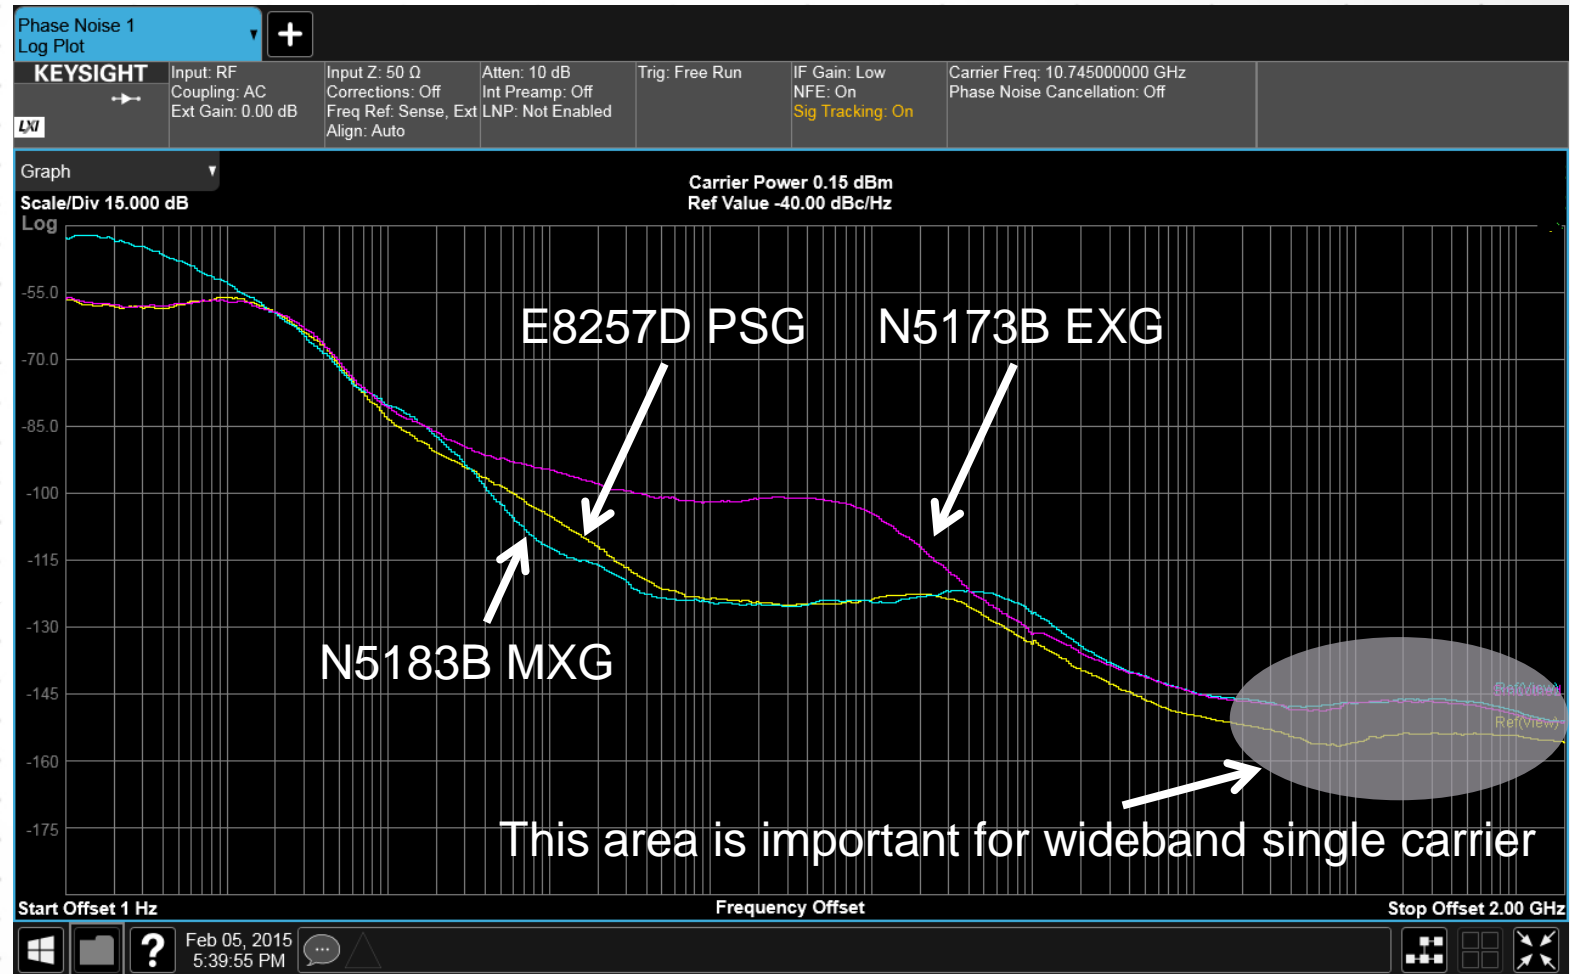 Phase Noise 1
Log Plot
KEYSIGHT
LXI
Input: RF
Coupling: AC
Ext Gain: 0.00 dB
Input Z: 50 Ω
Corrections: Off
Freq Ref: Sense, Ext
Align: Auto
Atten: 10 dB
Int Preamp: Off
LNP: Not Enabled
Trig: Free Run
IF Gain: Low
NFE: On
Sig Tracking: On
Carrier Freq: 10.745000000 GHz
Phase Noise Cancellation: Off
Graph
Scale/Div 15.000 dB
Carrier Power 0.15 dBm
Ref Value -40.00 dBc/Hz
Log
-55.0
-70.0
-85.0
-100
-115
-130
-145
-160
-175
E8257D PSG
N5173B EXG
N5183B MXG
Ref(View)
Ref(View)
This area is important for wideband single carrier
Start Offset 1 Hz
Frequency Offset
Stop Offset 2.00 GHz
?
Feb 05, 2015
5:39:55 PM